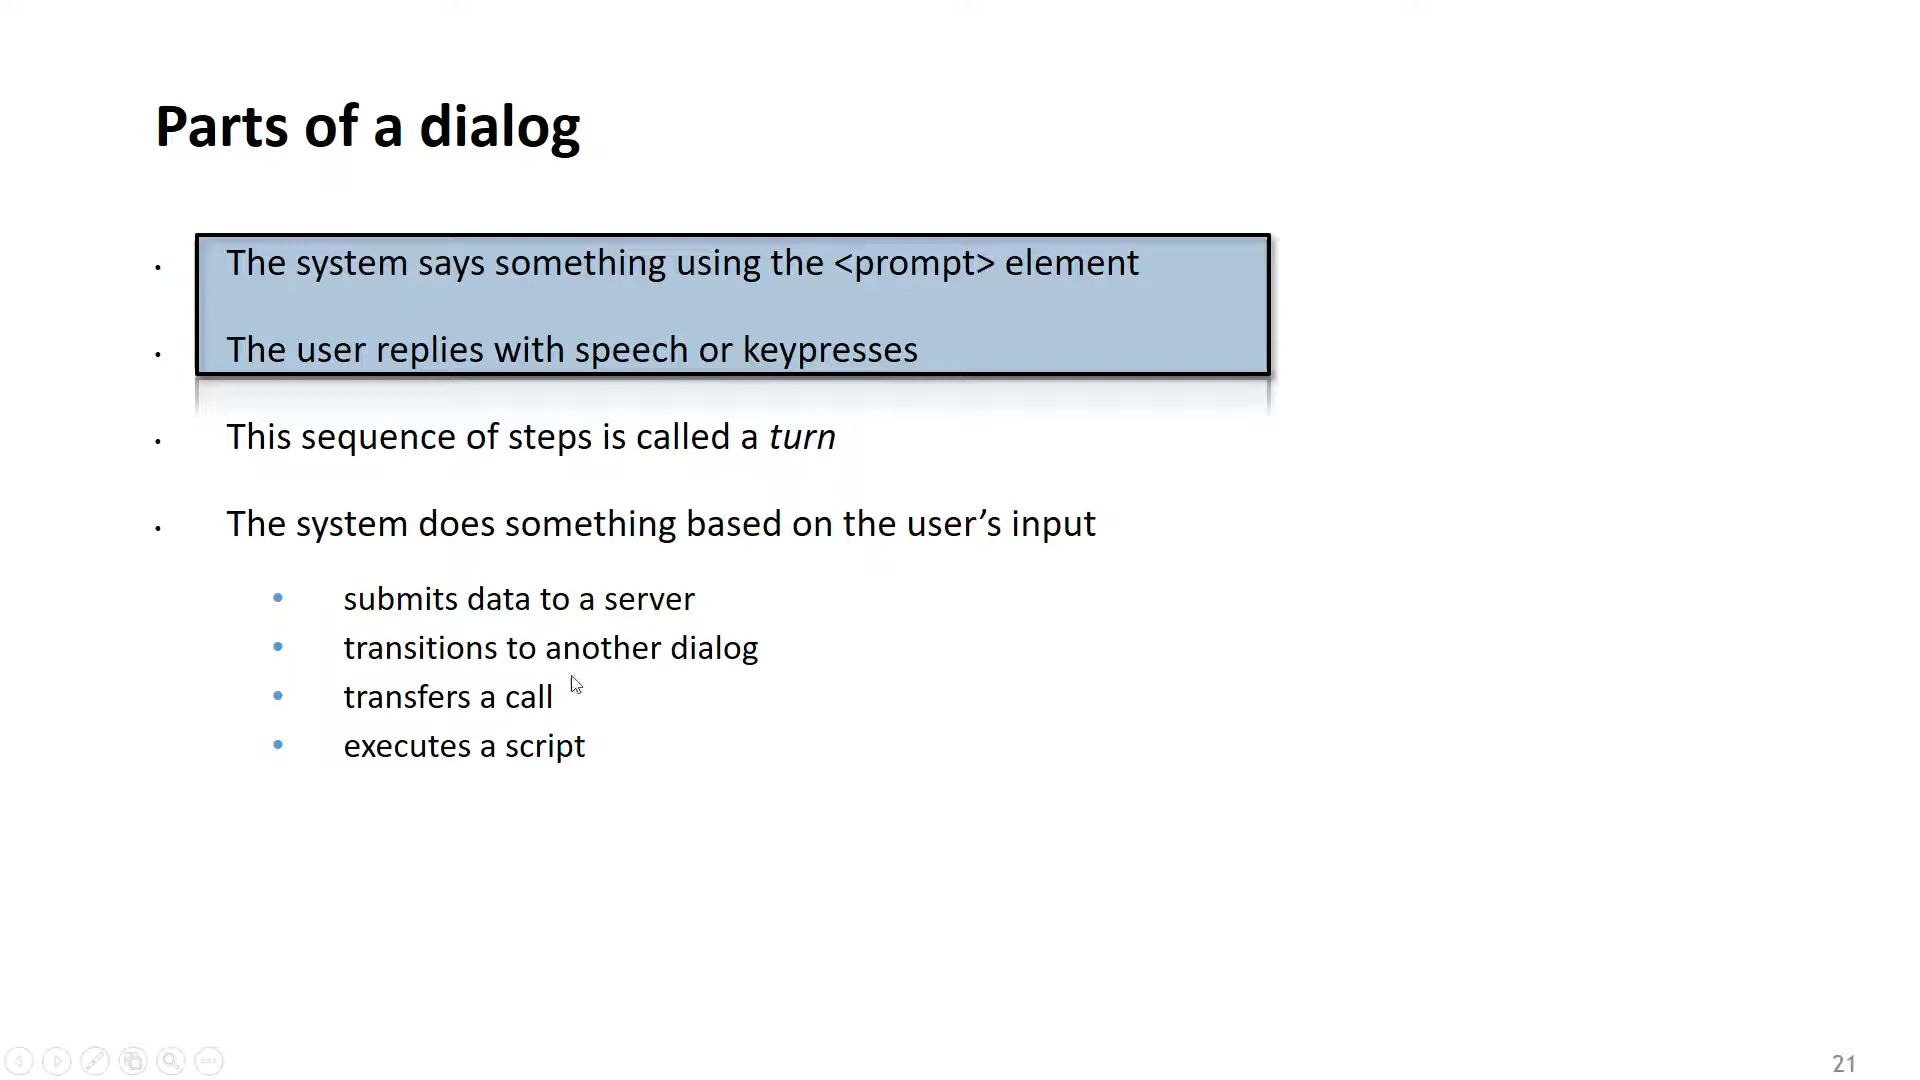 Parts of a dialog
• The system says something using the <prompt> element
• The user replies with speech or keypresses
• This sequence of steps is called a turn
• The system does something based on the user’s input
• submits data to a server
• transitions to another dialog
• transfers a call
• executes a script
21